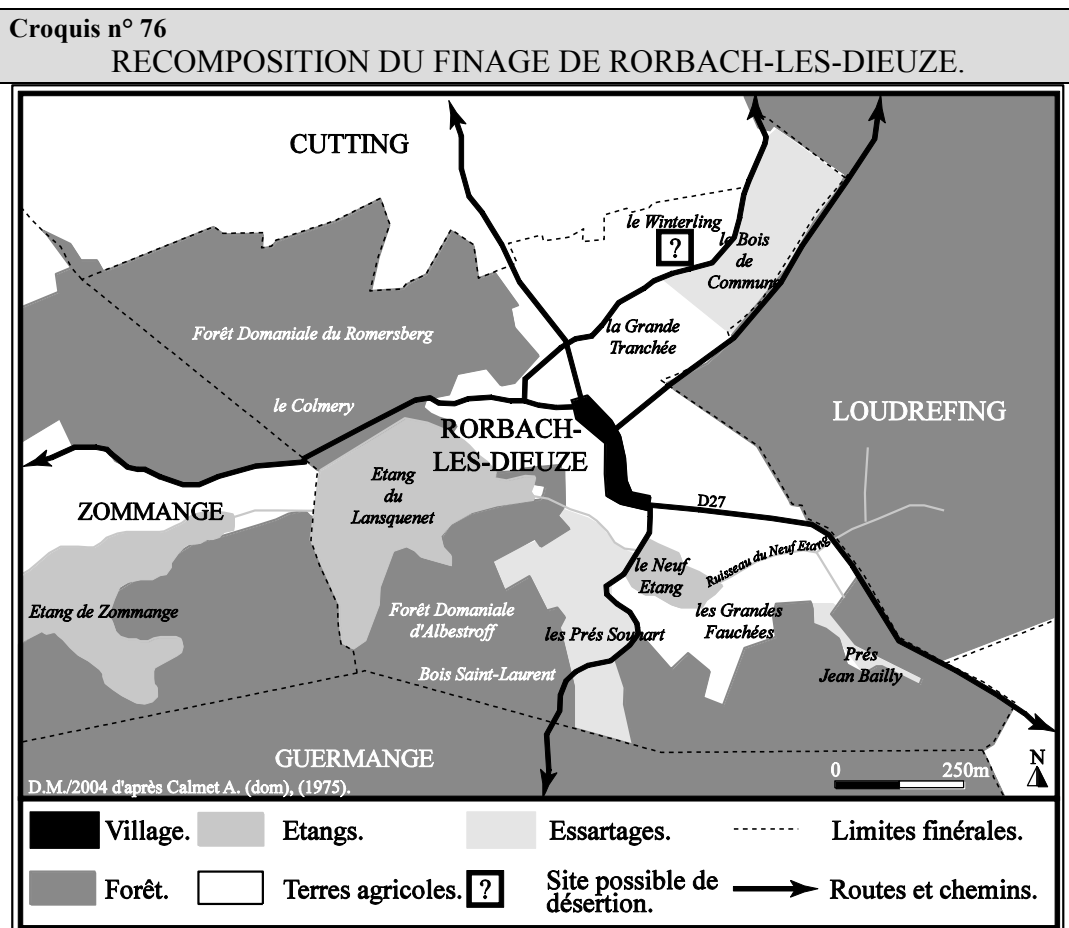 Croquis n° 76
RECOMPOSITION DU FINAGE DE RORBACH-LES-DIEUZE.
CUTTING
le Winterling
?
le Bois
de
Commun
la Grande
Tranchée
Forêt Domaniale du Romersberg
le Colmery
LOUDREFING
RORBACH-
LES-DIEUZE
Etang
du
Lansquenet
D27
ZOMMANGE
Ruisseau du Neuf Etang
le Neuf
Etang
Etang de Zommange
Forêt Domaniale
d'Albestroff
les Grandes
Fauchées
les Prés Souhart
Prés
Jean Bailly
Bois Saint-Laurent
GUERMANGE
N
0 250m
D.M./2004 d'après Calmet A. (dom), (1975).
Village. Etangs. Essartages. Limites finérales.
Forêt. Terres agricoles. ? Site possible de
désertion. Routes et chemins.